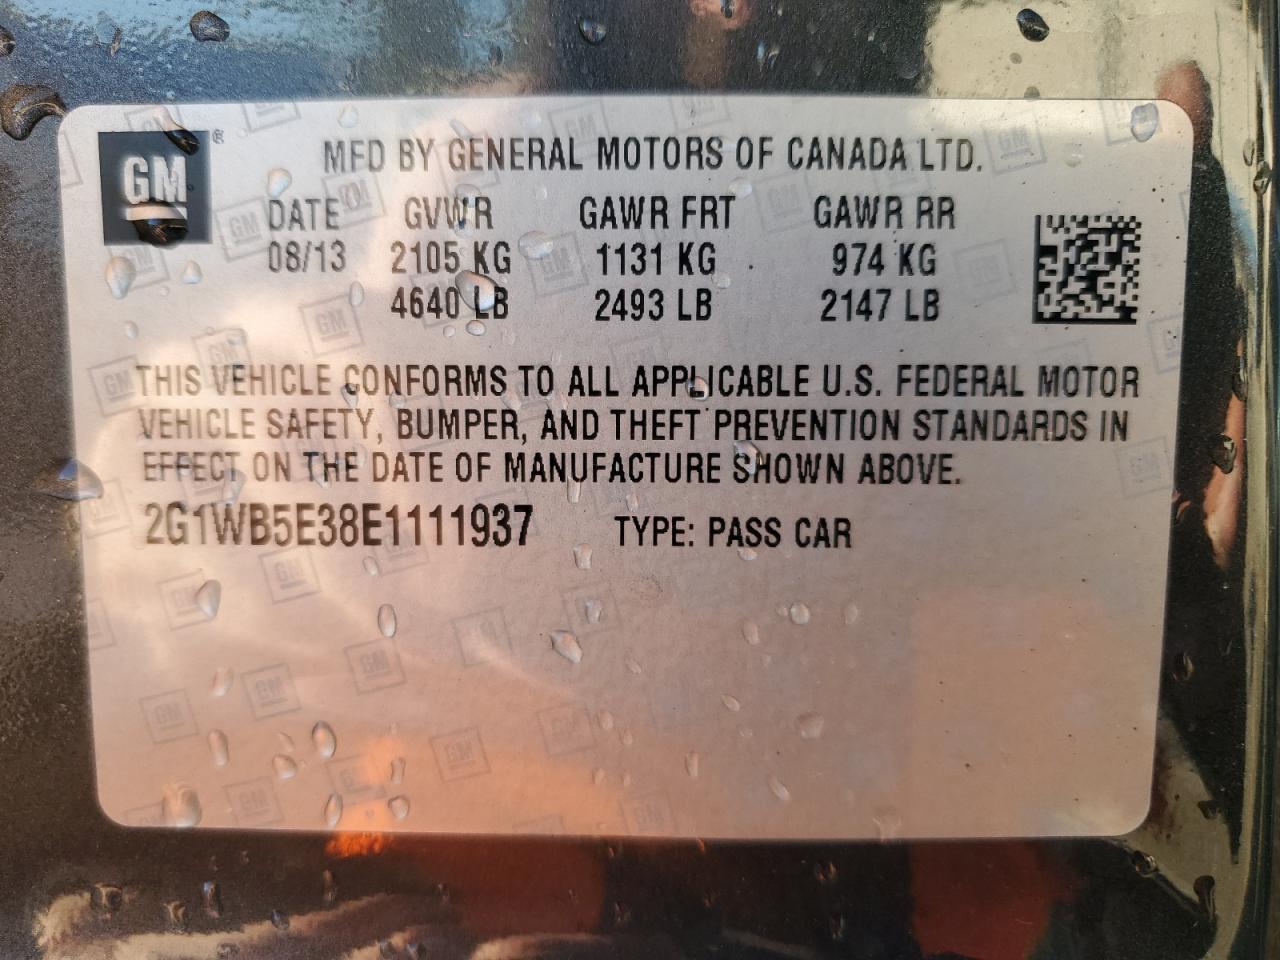 GM®
MFD BY GENERAL MOTORS OF CANADA LTD.
DATE GVWR GAWR FRT GAWR RR
08/13 2105 KG 1131 KG 974 KG
4640 LB 2493 LB 2147 LB
THIS VEHICLE CONFORMS TO ALL APPLICABLE U.S. FEDERAL MOTOR
VEHICLE SAFETY, BUMPER, AND THEFT PREVENTION STANDARDS IN
EFFECT ON THE DATE OF MANUFACTURE SHOWN ABOVE.
2G1WB5E38E1111937 TYPE: PASS CAR